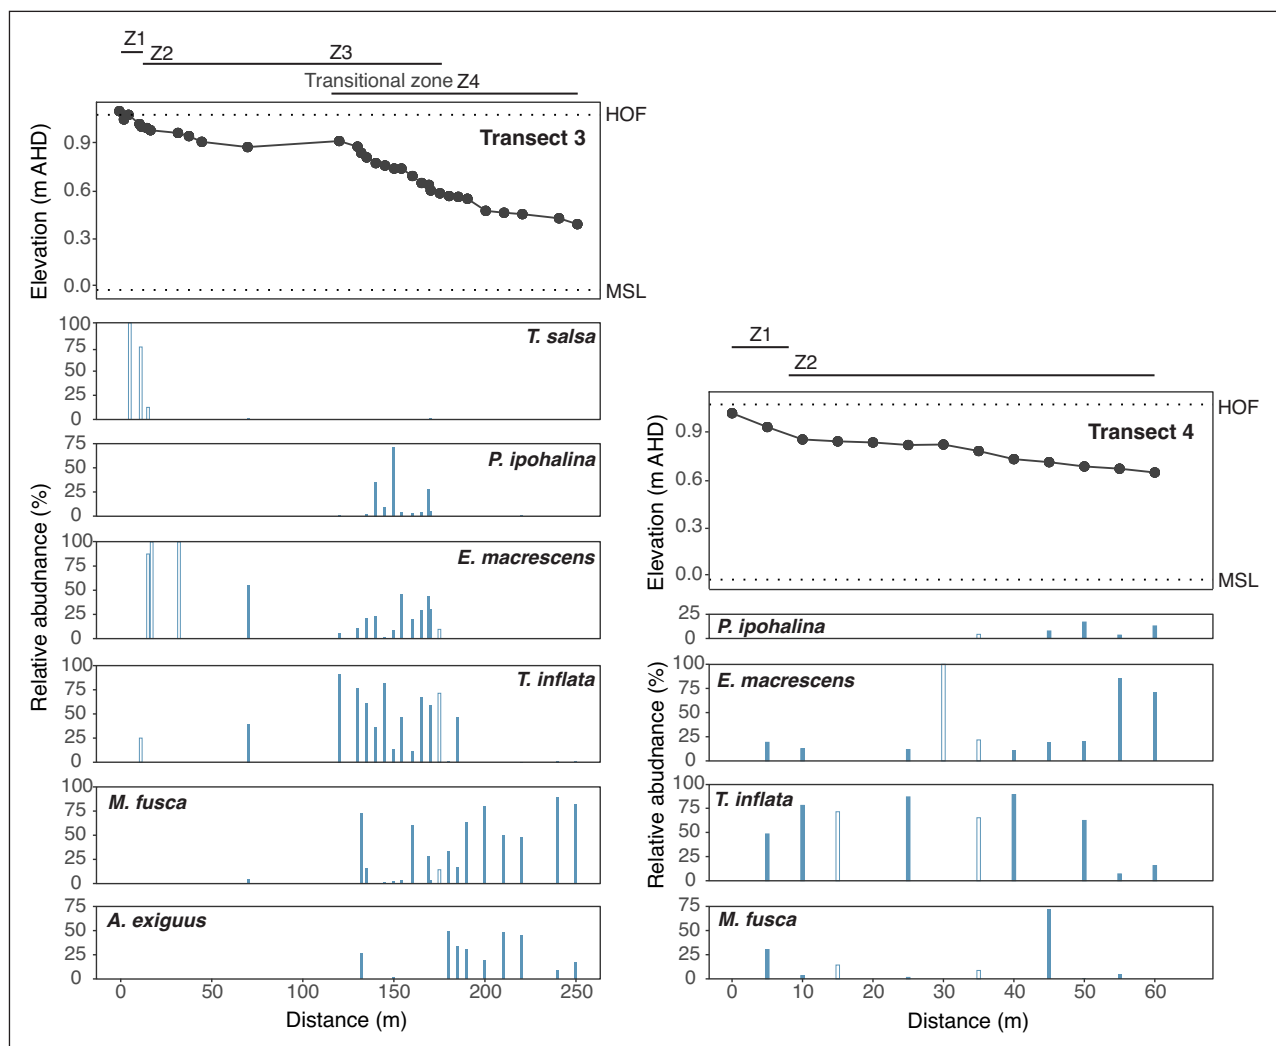 Z1
Z2
Z3
Transitional zone Z4
HOF
Transect 3
0.9
0.6
0.3
0.0
Elevation (m AHD)
MSL
100
75
50
25
0
T. salsa
75
50
25
0
P. ipohalina
100
75
50
25
0
E. macrescens
Relative abudnance (%)
100
75
50
25
0
T. inflata
100
75
50
25
0
M. fusca
75
50
25
0
A. exiguus
0 50 100 150 200 250
Distance (m)
Z1
Z2
HOF
Transect 4
0.9
0.6
0.3
0.0
Elevation (m AHD)
MSL
25
0
P. ipohalina
100
75
50
25
0
E. macrescens
Relative abudnance (%)
100
75
50
25
0
T. inflata
75
50
25
0
M. fusca
0 10 20 30 40 50 60
Distance (m)